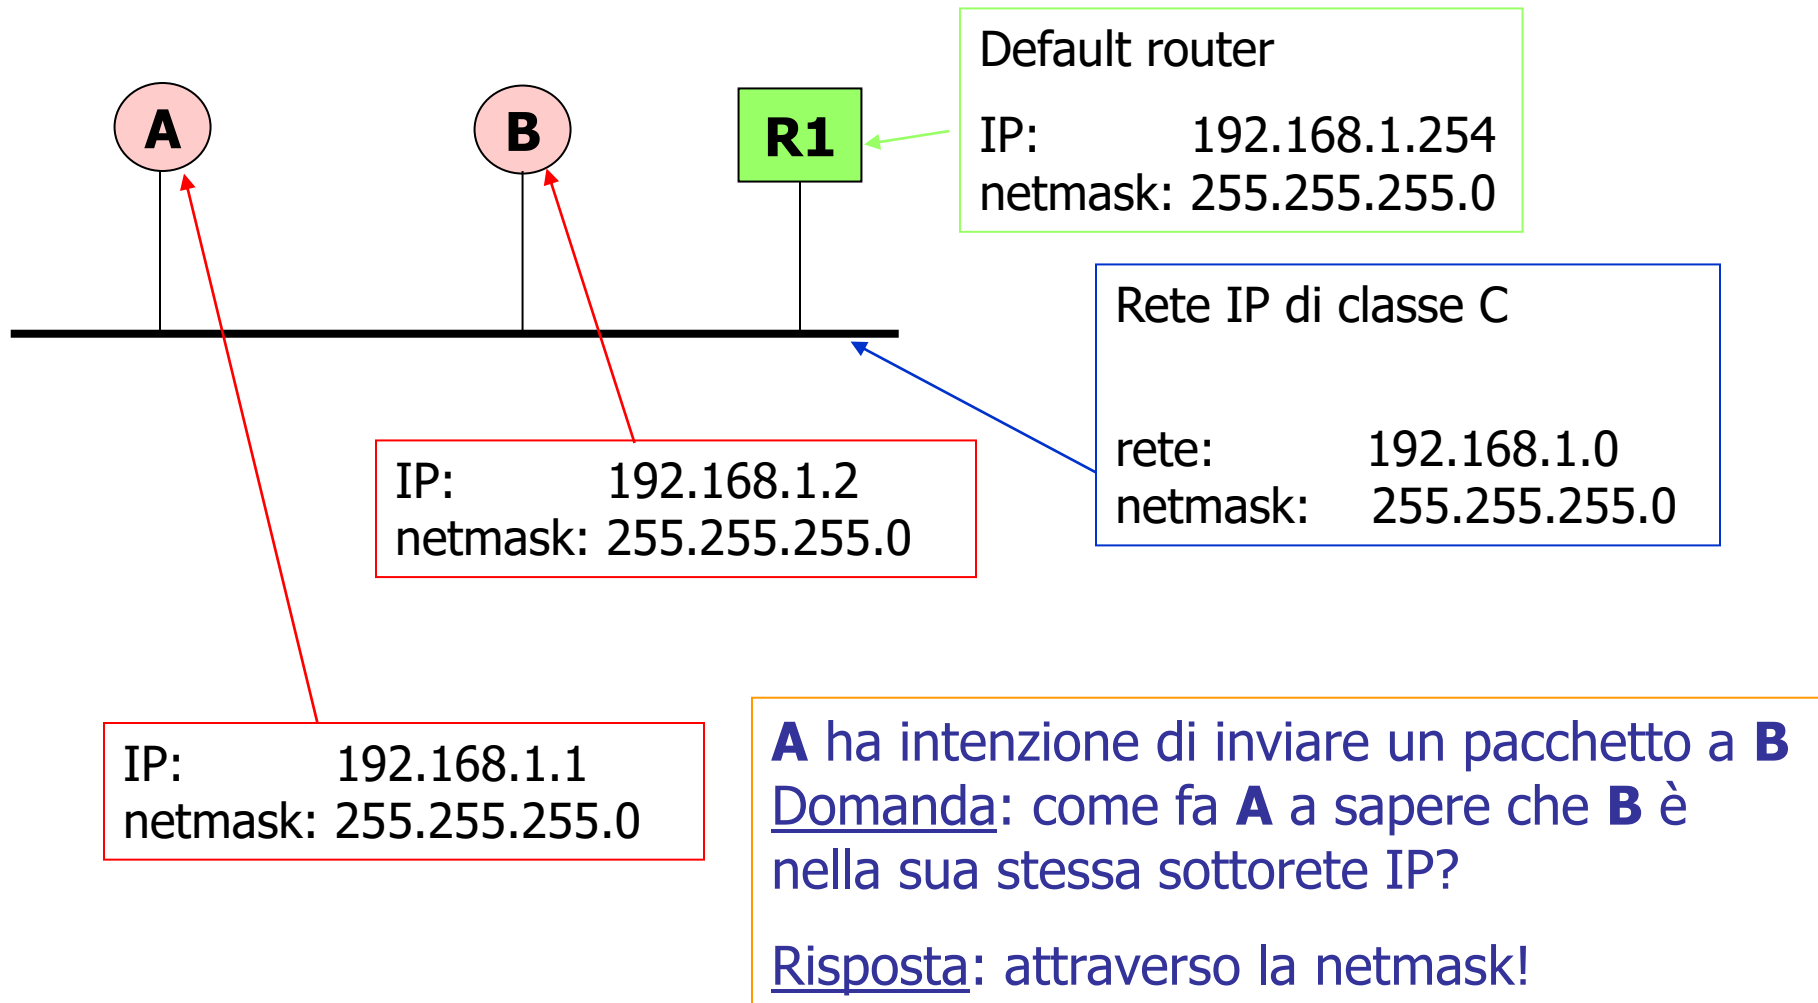 A
B
R1
Default router
IP: 192.168.1.254
netmask: 255.255.255.0
Rete IP di classe C
rete: 192.168.1.0
netmask: 255.255.255.0
IP: 192.168.1.2
netmask: 255.255.255.0
IP: 192.168.1.1
netmask: 255.255.255.0
A ha intenzione di inviare un pacchetto a B
Domanda: come fa A a sapere che B è
nella sua stessa sottorete IP?
Risposta: attraverso la netmask!